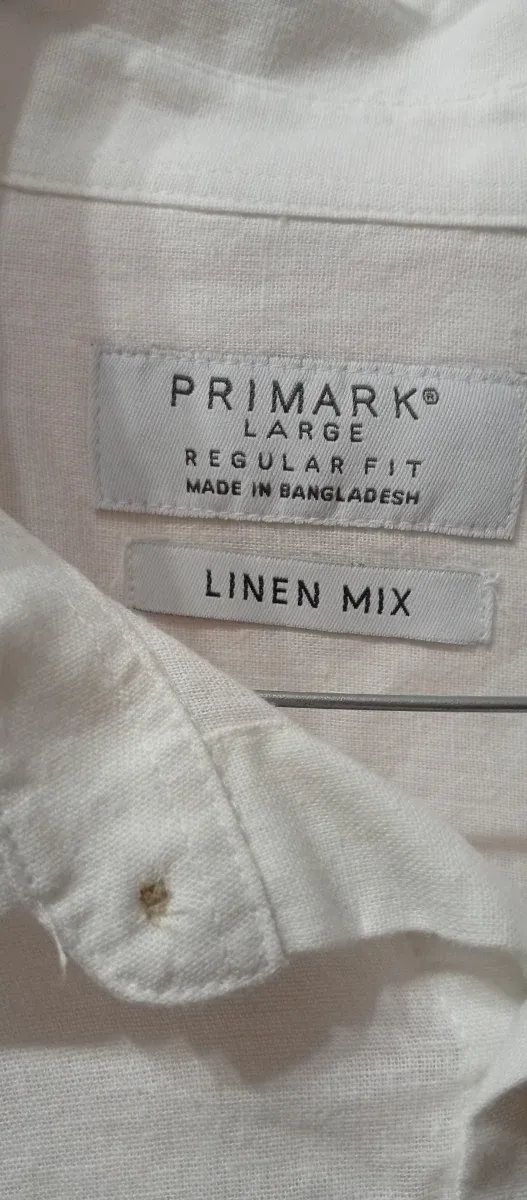 PRIMARK®
LARGE
REGULAR FIT
MADE IN BANGLADESH
LINEN MIX